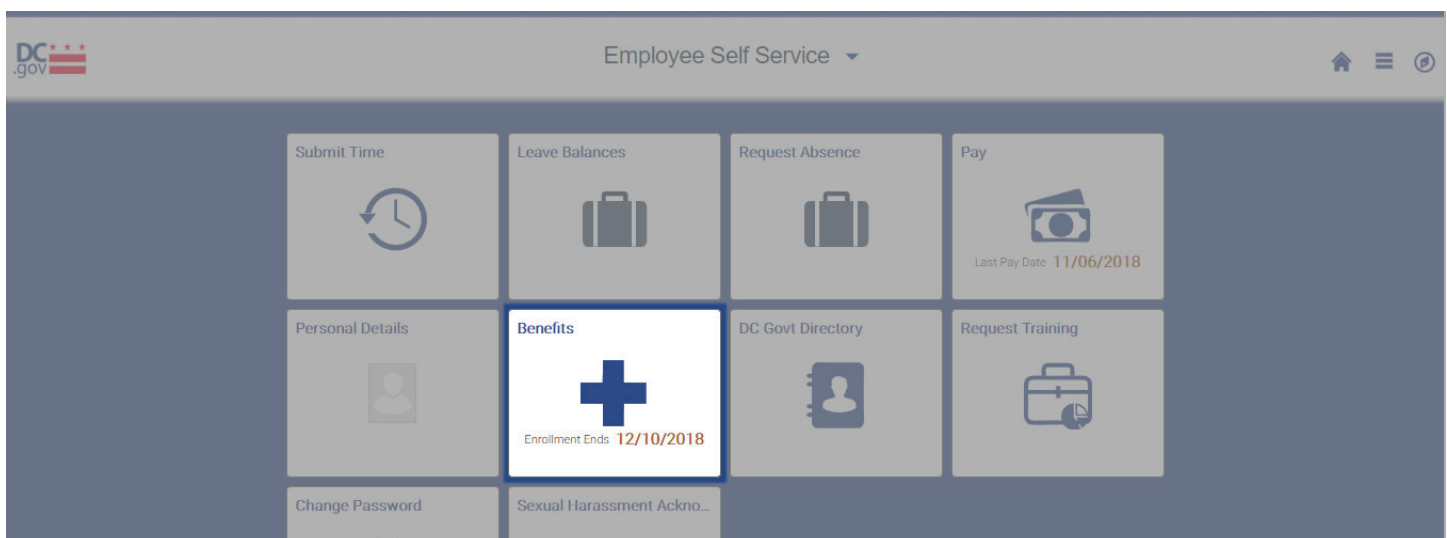 DC
.gov
Employee Self Service
Submit Time
Leave Balances
Request Absence
Pay
Last Pay Date 11/06/2018
Personal Details
Benefits
Enrollment Ends 12/10/2018
DC Govt Directory
Request Training
Change Password
Sexual Harassment Ackno...